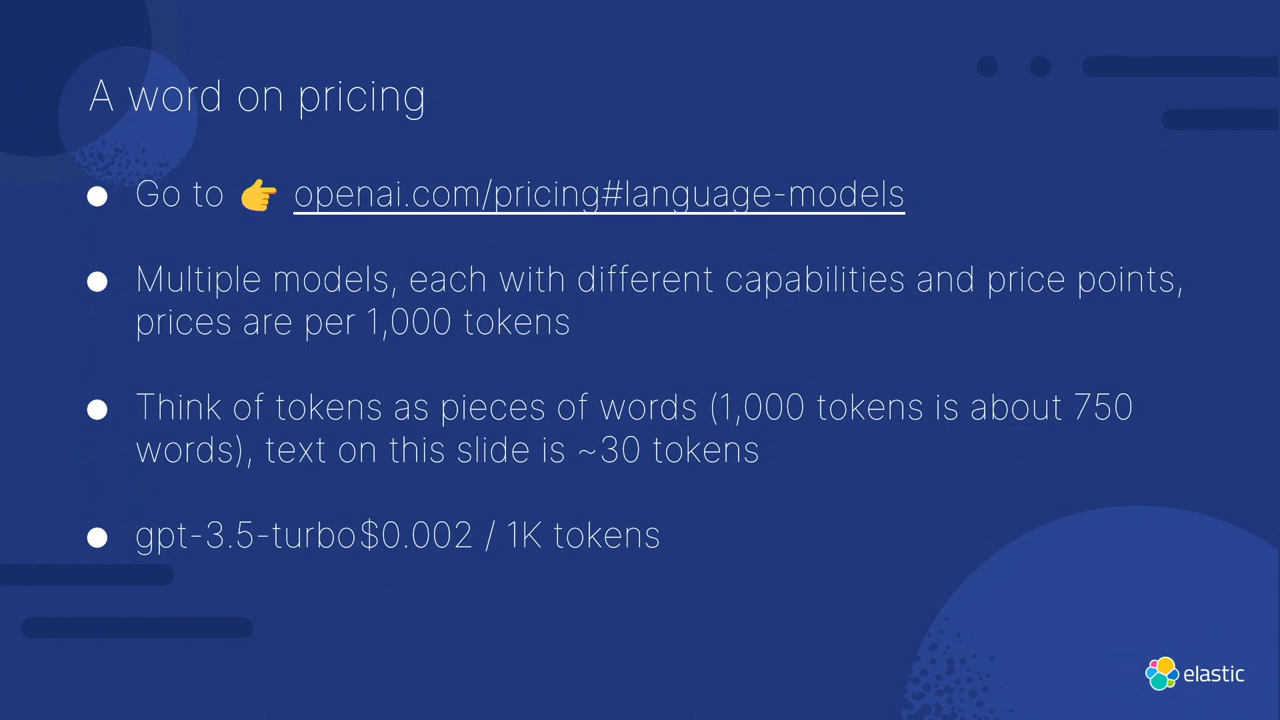 A word on pricing
● Go to 👉 openai.com/pricing#language-models
● Multiple models, each with different capabilities and price points,
prices are per 1,000 tokens
● Think of tokens as pieces of words (1,000 tokens is about 750
words), text on this slide is ~30 tokens
● gpt-3.5-turbo$0.002 / 1K tokens
elastic